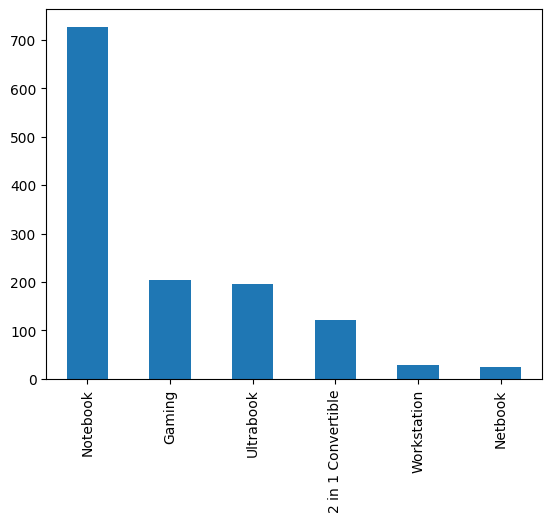 700
600
500
400
300
200
100
0
Notebook
Gaming
Ultrabook
2 in 1 Convertible
Workstation
Netbook